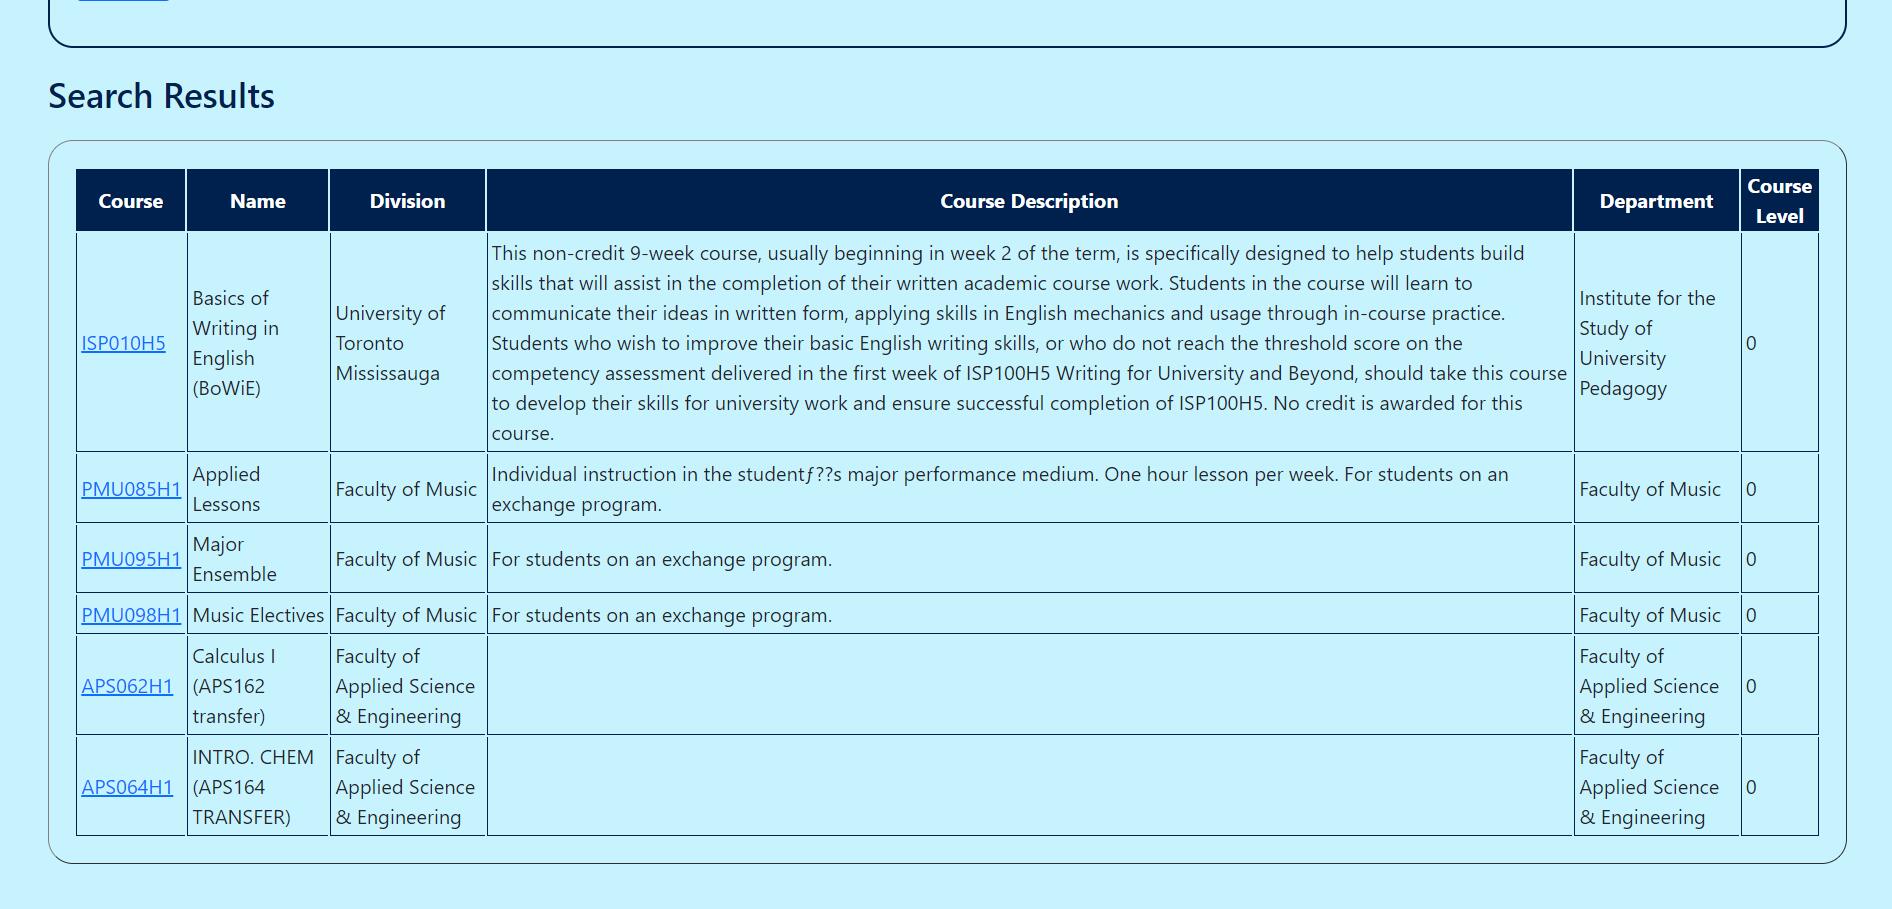 Search Results
Course Name Division Course Description Department Course Level
ISP010H5
Basics of
Writing in
English
(BoWiE)
University of
Toronto
Mississauga
This non-credit 9-week course, usually beginning in week 2 of the term, is specifically designed to help students build
skills that will assist in the completion of their written academic course work. Students in the course will learn to
communicate their ideas in written form, applying skills in English mechanics and usage through in-course practice.
Students who wish to improve their basic English writing skills, or who do not reach the threshold score on the
competency assessment delivered in the first week of ISP100H5 Writing for University and Beyond, should take this course
to develop their skills for university work and ensure successful completion of ISP100H5. No credit is awarded for this
course.
Institute for the
Study of
University
Pedagogy
0
PMU085H1
Applied
Lessons
Faculty of Music
Individual instruction in the studentƒ??s major performance medium. One hour lesson per week. For students on an
exchange program.
Faculty of Music
0
PMU095H1
Major
Ensemble
Faculty of Music
For students on an exchange program.
Faculty of Music
0
PMU098H1
Music Electives
Faculty of Music
For students on an exchange program.
Faculty of Music
0
APS062H1
Calculus I
(APS162
transfer)
Faculty of
Applied Science
& Engineering
Faculty of
Applied Science
& Engineering
0
APS064H1
INTRO. CHEM
(APS164
TRANSFER)
Faculty of
Applied Science
& Engineering
Faculty of
Applied Science
& Engineering
0